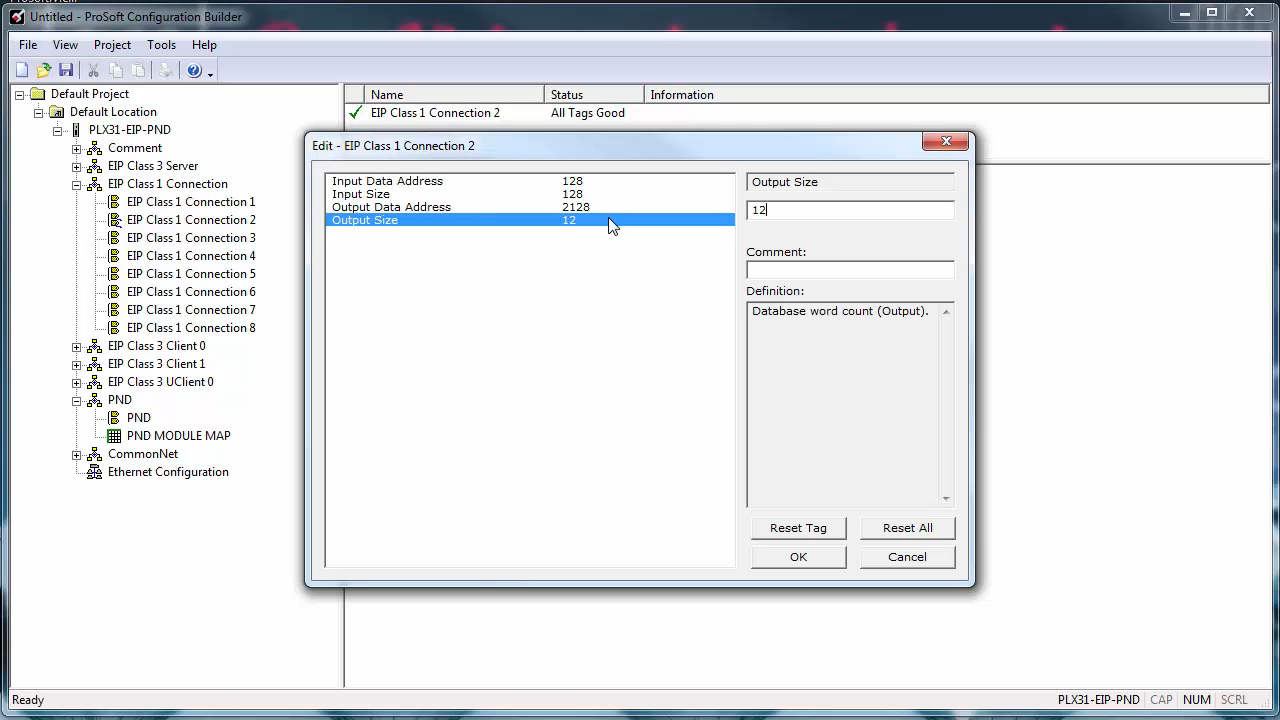 Untitled - ProSoft Configuration Builder
File View Project Tools Help
Default Project
Default Location
PLX31-EIP-PND
Comment
EIP Class 3 Server
EIP Class 1 Connection
EIP Class 1 Connection 1
EIP Class 1 Connection 2
EIP Class 1 Connection 3
EIP Class 1 Connection 4
EIP Class 1 Connection 5
EIP Class 1 Connection 6
EIP Class 1 Connection 7
EIP Class 1 Connection 8
EIP Class 3 Client 0
EIP Class 3 Client 1
EIP Class 3 UClient 0
PND
PND
PND MODULE MAP
CommonNet
Ethernet Configuration
Name Status Information
EIP Class 1 Connection 2 All Tags Good
Edit - EIP Class 1 Connection 2
Input Data Address 128
Input Size 128
Output Data Address 2128
Output Size 12
Output Size
12
Comment:
Definition:
Database word count (Output).
Reset Tag Reset All
OK Cancel
Ready PLX31-EIP-PND CAP NUM SCRL